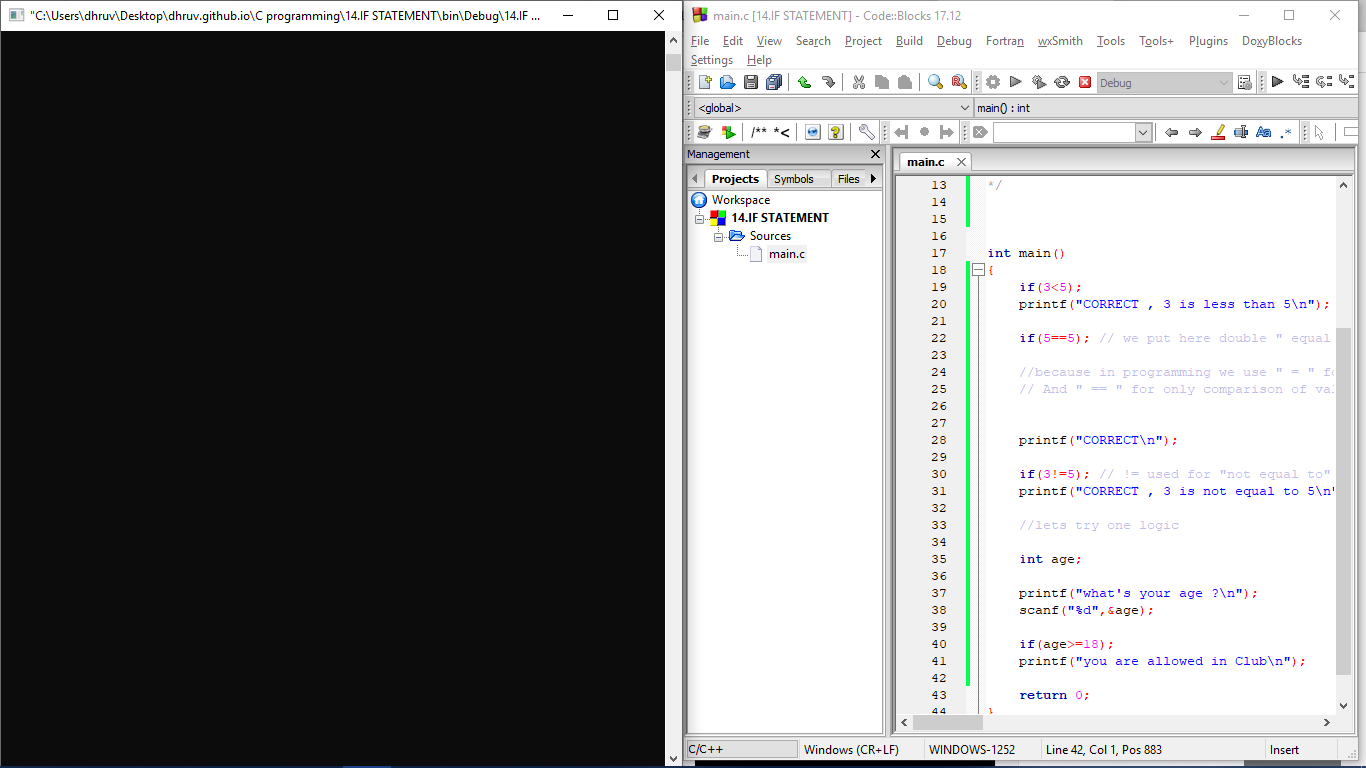 "C:\Users\dhruv\Desktop\dhruv.github.io\C programming\14.IF STATEMENT\bin\Debug\14.IF ...
main.c [14.IF STATEMENT] - Code::Blocks 17.12
File Edit View Search Project Build Debug Fortran wxSmith Tools Tools+ Plugins DoxyBlocks
Settings Help
Debug
<global> main() : int
/** *<
Management
main.c
Projects Symbols Files
Workspace
14.IF STATEMENT
Sources
main.c
13 */
14
15
16
17 int main()
18 {
19 if(3<5);
20 printf("CORRECT , 3 is less than 5\n");
21
22 if(5==5); // we put here double " equal
23
24 //because in programming we use " = " fo
25 // And " == " for only comparison of val
26
27
28 printf("CORRECT\n");
29
30 if(3!=5); // != used for "not equal to"
31 printf("CORRECT , 3 is not equal to 5\n"
32
33 //lets try one logic
34
35 int age;
36
37 printf("what's your age ?\n");
38 scanf("%d",&age);
39
40 if(age>=18);
41 printf("you are allowed in Club\n");
42
43 return 0;
44 }
C/C++ Windows (CR+LF) WINDOWS-1252 Line 42, Col 1, Pos 883 Insert